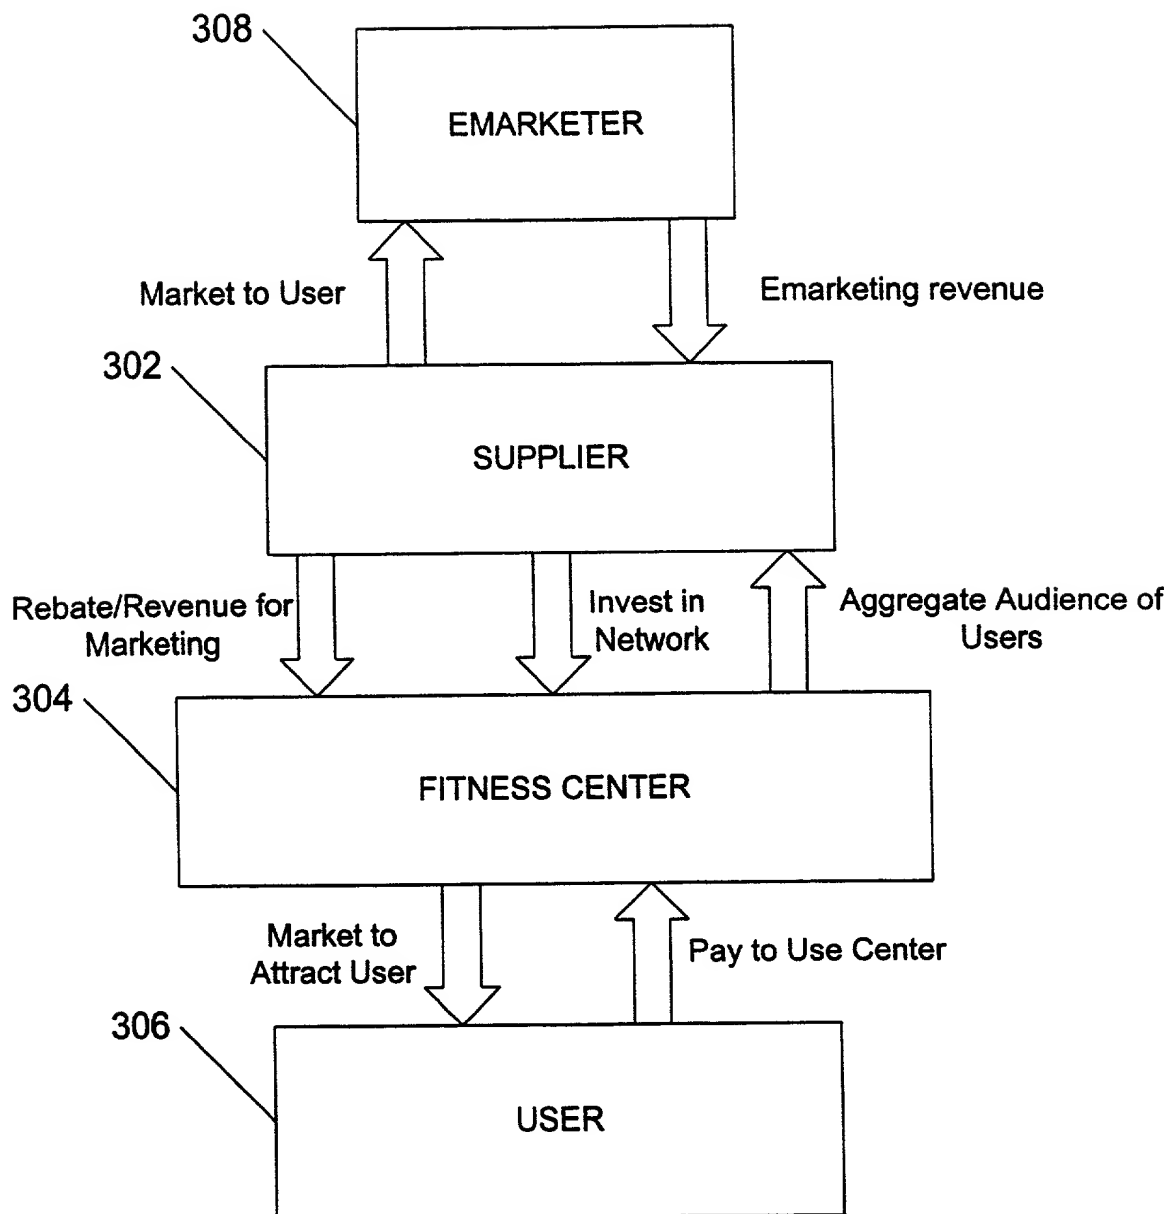 308
EMARKETER
Market to User
Emarketing revenue
302
SUPPLIER
Rebate/Revenue for
Marketing
Invest in
Network
Aggregate Audience of
Users
304
FITNESS CENTER
Market to
Attract User
Pay to Use Center
306
USER